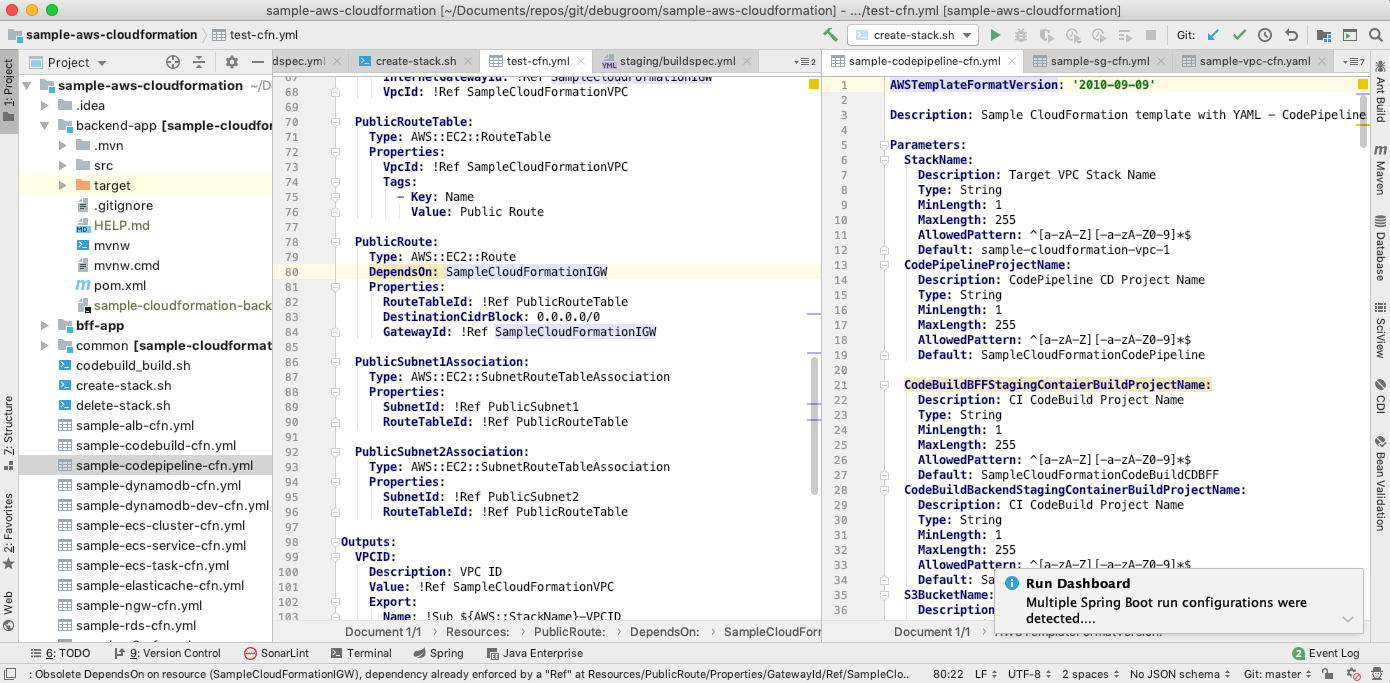 sample-aws-cloudformation [~/Documents/repos/git/debugroom/sample-aws-cloudformation] - .../test-cfn.yml [sample-aws-cloudformation]
sample-aws-cloudformation test-cfn.yml
create-stack.sh Git:
Project
dspec.yml create-stack.sh test-cfn.yml staging/buildspec.yml 2
sample-codepipeline-cfn.yml sample-sg-cfn.yml sample-vpc-cfn.yaml 7
1: Project
Z: Structure
2: Favorites
Web
sample-aws-cloudformation
.idea
backend-app [sample-cloudfor
.mvn
src
target
.gitignore
HELP.md
mvnw
mvnw.cmd
pom.xml
sample-cloudformation-back
bff-app
common [sample-cloudformat
codebuild_build.sh
create-stack.sh
delete-stack.sh
sample-alb-cfn.yml
sample-codebuild-cfn.yml
sample-codepipeline-cfn.yml
sample-dynamodb-cfn.yml
sample-dynamodb-dev-cfn.yml
sample-ecs-cluster-cfn.yml
sample-ecs-service-cfn.yml
sample-ecs-task-cfn.yml
sample-elasticache-cfn.yml
sample-ngw-cfn.yml
sample-rds-cfn.yml
67 InternetGatewayId: !Ref SampleCloudFormationIGW
68 VpcId: !Ref SampleCloudFormationVPC
69
70 PublicRouteTable:
71 Type: AWS::EC2::RouteTable
72 Properties:
73 VpcId: !Ref SampleCloudFormationVPC
74 Tags:
75 - Key: Name
76 Value: Public Route
77
78 PublicRoute:
79 Type: AWS::EC2::Route
80 DependsOn: SampleCloudFormationIGW
81 Properties:
82 RouteTableId: !Ref PublicRouteTable
83 DestinationCidrBlock: 0.0.0.0/0
84 GatewayId: !Ref SampleCloudFormationIGW
85
86 PublicSubnet1Association:
87 Type: AWS::EC2::SubnetRouteTableAssociation
88 Properties:
89 SubnetId: !Ref PublicSubnet1
90 RouteTableId: !Ref PublicRouteTable
91
92 PublicSubnet2Association:
93 Type: AWS::EC2::SubnetRouteTableAssociation
94 Properties:
95 SubnetId: !Ref PublicSubnet2
96 RouteTableId: !Ref PublicRouteTable
97
98 Outputs:
99 VPCID:
100 Description: VPC ID
101 Value: !Ref SampleCloudFormationVPC
102 Export:
103 Name: !Sub ${AWS::StackName}-VPCID
Document 1/1 Resources: PublicRoute: DependsOn: SampleCloudForr
1 AWSTemplateFormatVersion: '2010-09-09'
2
3 Description: Sample CloudFormation template with YAML - CodePipeline
4
5 Parameters:
6 StackName:
7 Description: Target VPC Stack Name
8 Type: String
9 MinLength: 1
10 MaxLength: 255
11 AllowedPattern: ^[a-zA-Z][-a-zA-Z0-9]*$
12 Default: sample-cloudformation-vpc-1
13 CodePipelineProjectName:
14 Description: CodePipeline CD Project Name
15 Type: String
16 MinLength: 1
17 MaxLength: 255
18 AllowedPattern: ^[a-zA-Z][-a-zA-Z0-9]*$
19 Default: SampleCloudFormationCodePipeline
20
21 CodeBuildBFFStagingContaierBuildProjectName:
22 Description: CI CodeBuild Project Name
23 Type: String
24 MinLength: 1
25 MaxLength: 255
26 AllowedPattern: ^[a-zA-Z][-a-zA-Z0-9]*$
27 Default: SampleCloudFormationCodeBuildCDBFF
28 CodeBuildBackendStagingContainerBuildProjectName:
29 Description: CI CodeBuild Project Name
30 Type: String
31 MinLength: 1
32 MaxLength: 255
33 AllowedPattern: ^[a-zA-Z][-a-zA-Z0-9]*$
34 Default: Sa
35 S3BucketName:
36 Description
Document 1/1 AWSTemplateFormatVersion:
Run Dashboard
Multiple Spring Boot run configurations were
detected....
Ant Build
Maven
Database
SciView
CDI
Bean Validation
6: TODO 9: Version Control SonarLint Terminal Spring Java Enterprise 2 Event Log
: Obsolete DependsOn on resource (SampleCloudFormationIGW), dependency already enforced by a "Ref" at Resources/PublicRoute/Properties/GatewayId/Ref/SampleClo... 80:22 LF UTF-8 2 spaces No JSON schema Git: master